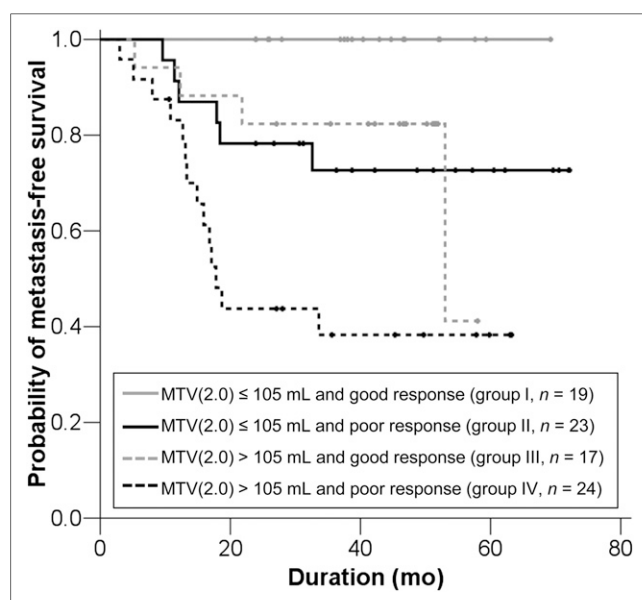 Probability of metastasis-free survival
1.0
0.8
0.6
0.4
0.2
0.0
MTV(2.0) ≤ 105 mL and good response (group I, n = 19)
MTV(2.0) ≤ 105 mL and poor response (group II, n = 23)
MTV(2.0) > 105 mL and good response (group III, n = 17)
MTV(2.0) > 105 mL and poor response (group IV, n = 24)
0 20 40 60 80
Duration (mo)